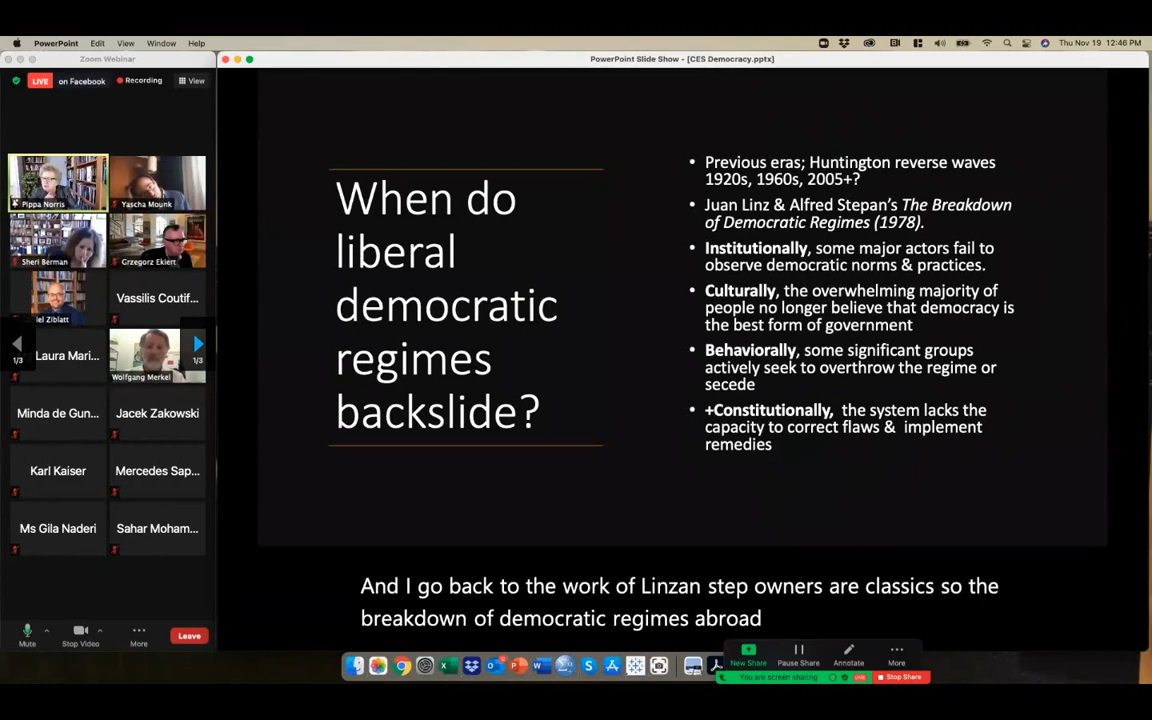 PowerPoint Edit View Window Help
Thu Nov 19 12:46 PM
Zoom Webinar
PowerPoint Slide Show - [CES Democracy.pptx]
LIVE on Facebook Recording View
Pippa Norris
Yascha Mounk
Sheri Berman
Grzegorz Ekiert
iel Ziblatt
Vassilis Coutif...
1/3
Laura Mari...
1/3
Wolfgang Merkel
Minda de Gun...
Jacek Zakowski
Karl Kaiser
Mercedes Sap...
Ms Gila Naderi
Sahar Moham...
Mute
Stop Video
More
Leave
When do
liberal
democratic
regimes
backslide?
• Previous eras; Huntington reverse waves
1920s, 1960s, 2005+?
• Juan Linz & Alfred Stepan's The Breakdown
of Democratic Regimes (1978).
• Institutionally, some major actors fail to
observe democratic norms & practices.
• Culturally, the overwhelming majority of
people no longer believe that democracy is
the best form of government
• Behaviorally, some significant groups
actively seek to overthrow the regime or
secede
• +Constitutionally, the system lacks the
capacity to correct flaws & implement
remedies
And I go back to the work of Linzan step owners are classics so the
breakdown of democratic regimes abroad
New Share
Pause Share
Annotate
More
You are screen sharing LIVE Stop Share